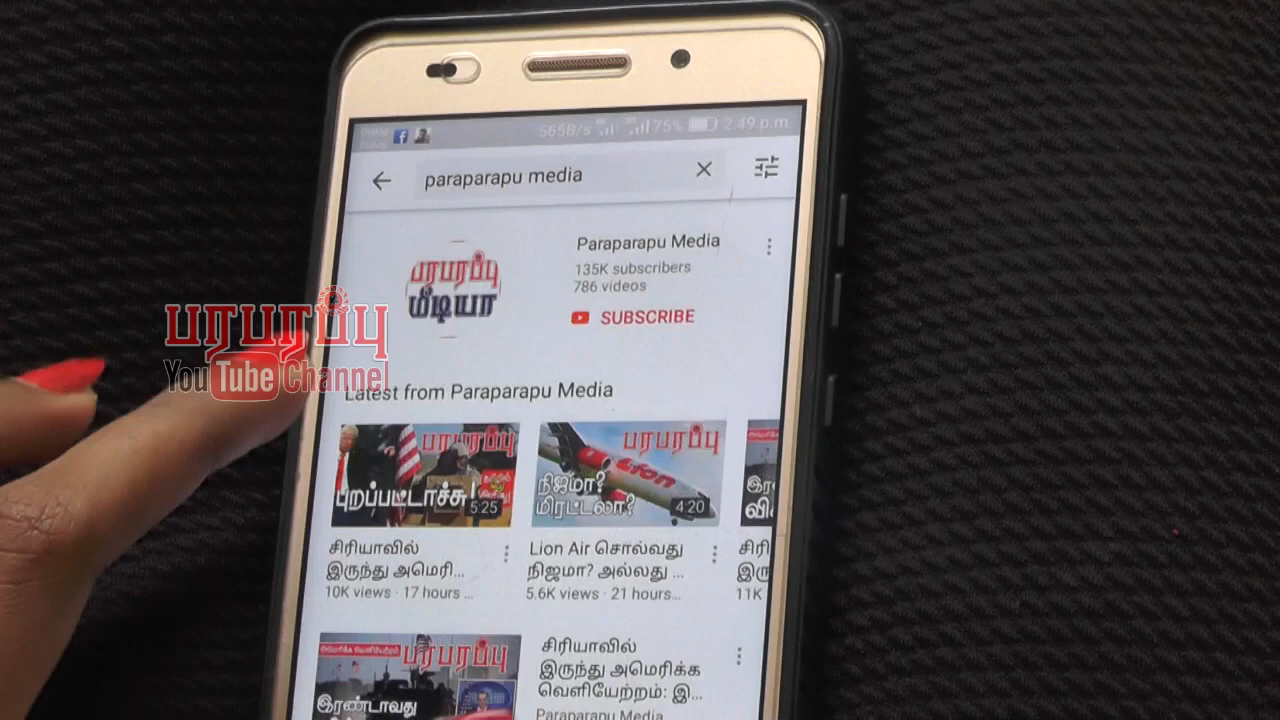 565B/s 75% 2:49 p.m.
paraparapu media
Paraparapu Media
135K subscribers
786 videos
SUBSCRIBE
பரபரப்பு
மீடியா
பரபரப்பு
YouTube Channel
Latest from Paraparapu Media
பரபரப்பு
புறப்பட்டாச்சு!
5:25
பரபரப்பு
நிஜமா?
மிரட்டலா?
4:20
சிரியாவில்
இருந்து அமெரி...
10K views · 17 hours ...
Lion Air சொல்வது
நிஜமா? அல்லது ...
5.6K views · 21 hours...
11K
பரபரப்பு
இரண்டாவது
சிரியாவில்
இருந்து அமெரிக்க
வெளியேற்றம்: இ...
Paraparapu Media